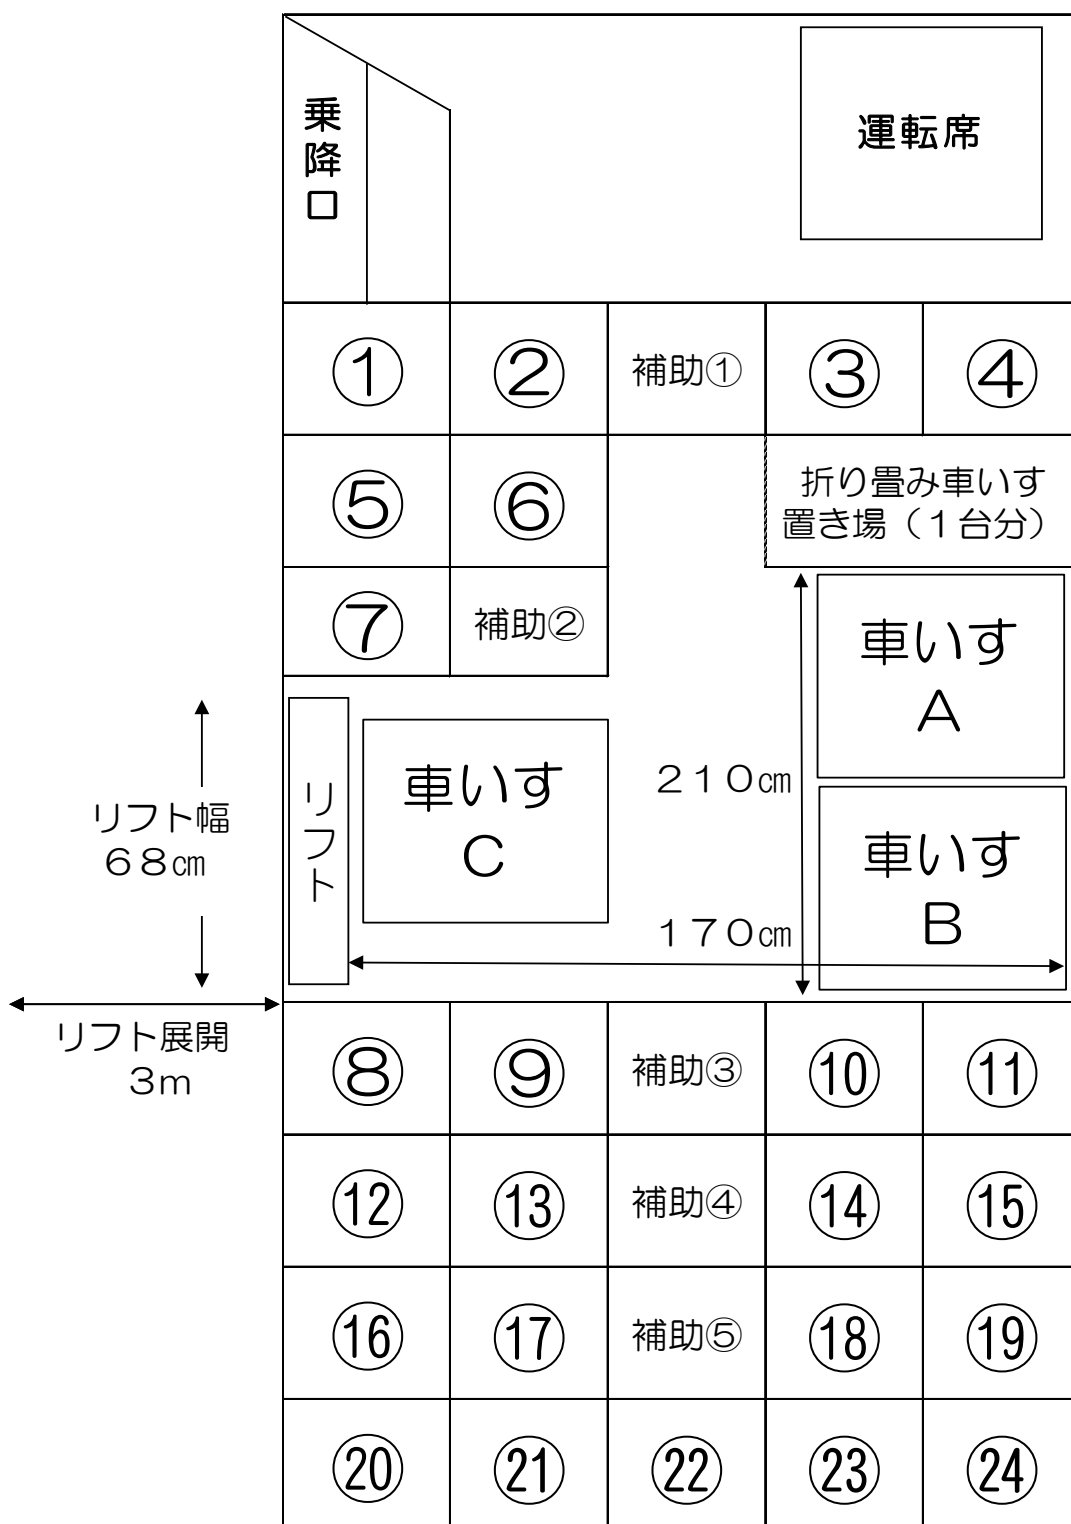 乗降口
運転席
① ② 補助① ③ ④
⑤ ⑥ 折り畳み車いす
置き場（１台分）
⑦ 補助②
車いす
A
リフト幅
６８㎝
リフト
車いす
C
２１０㎝
車いす
B
１７０㎝
リフト展開
３ｍ
⑧ ⑨ 補助③ ⑩ ⑪
⑫ ⑬ 補助④ ⑭ ⑮
⑯ ⑰ 補助⑤ ⑱ ⑲
⑳ ㉑ ㉒ ㉓ ㉔